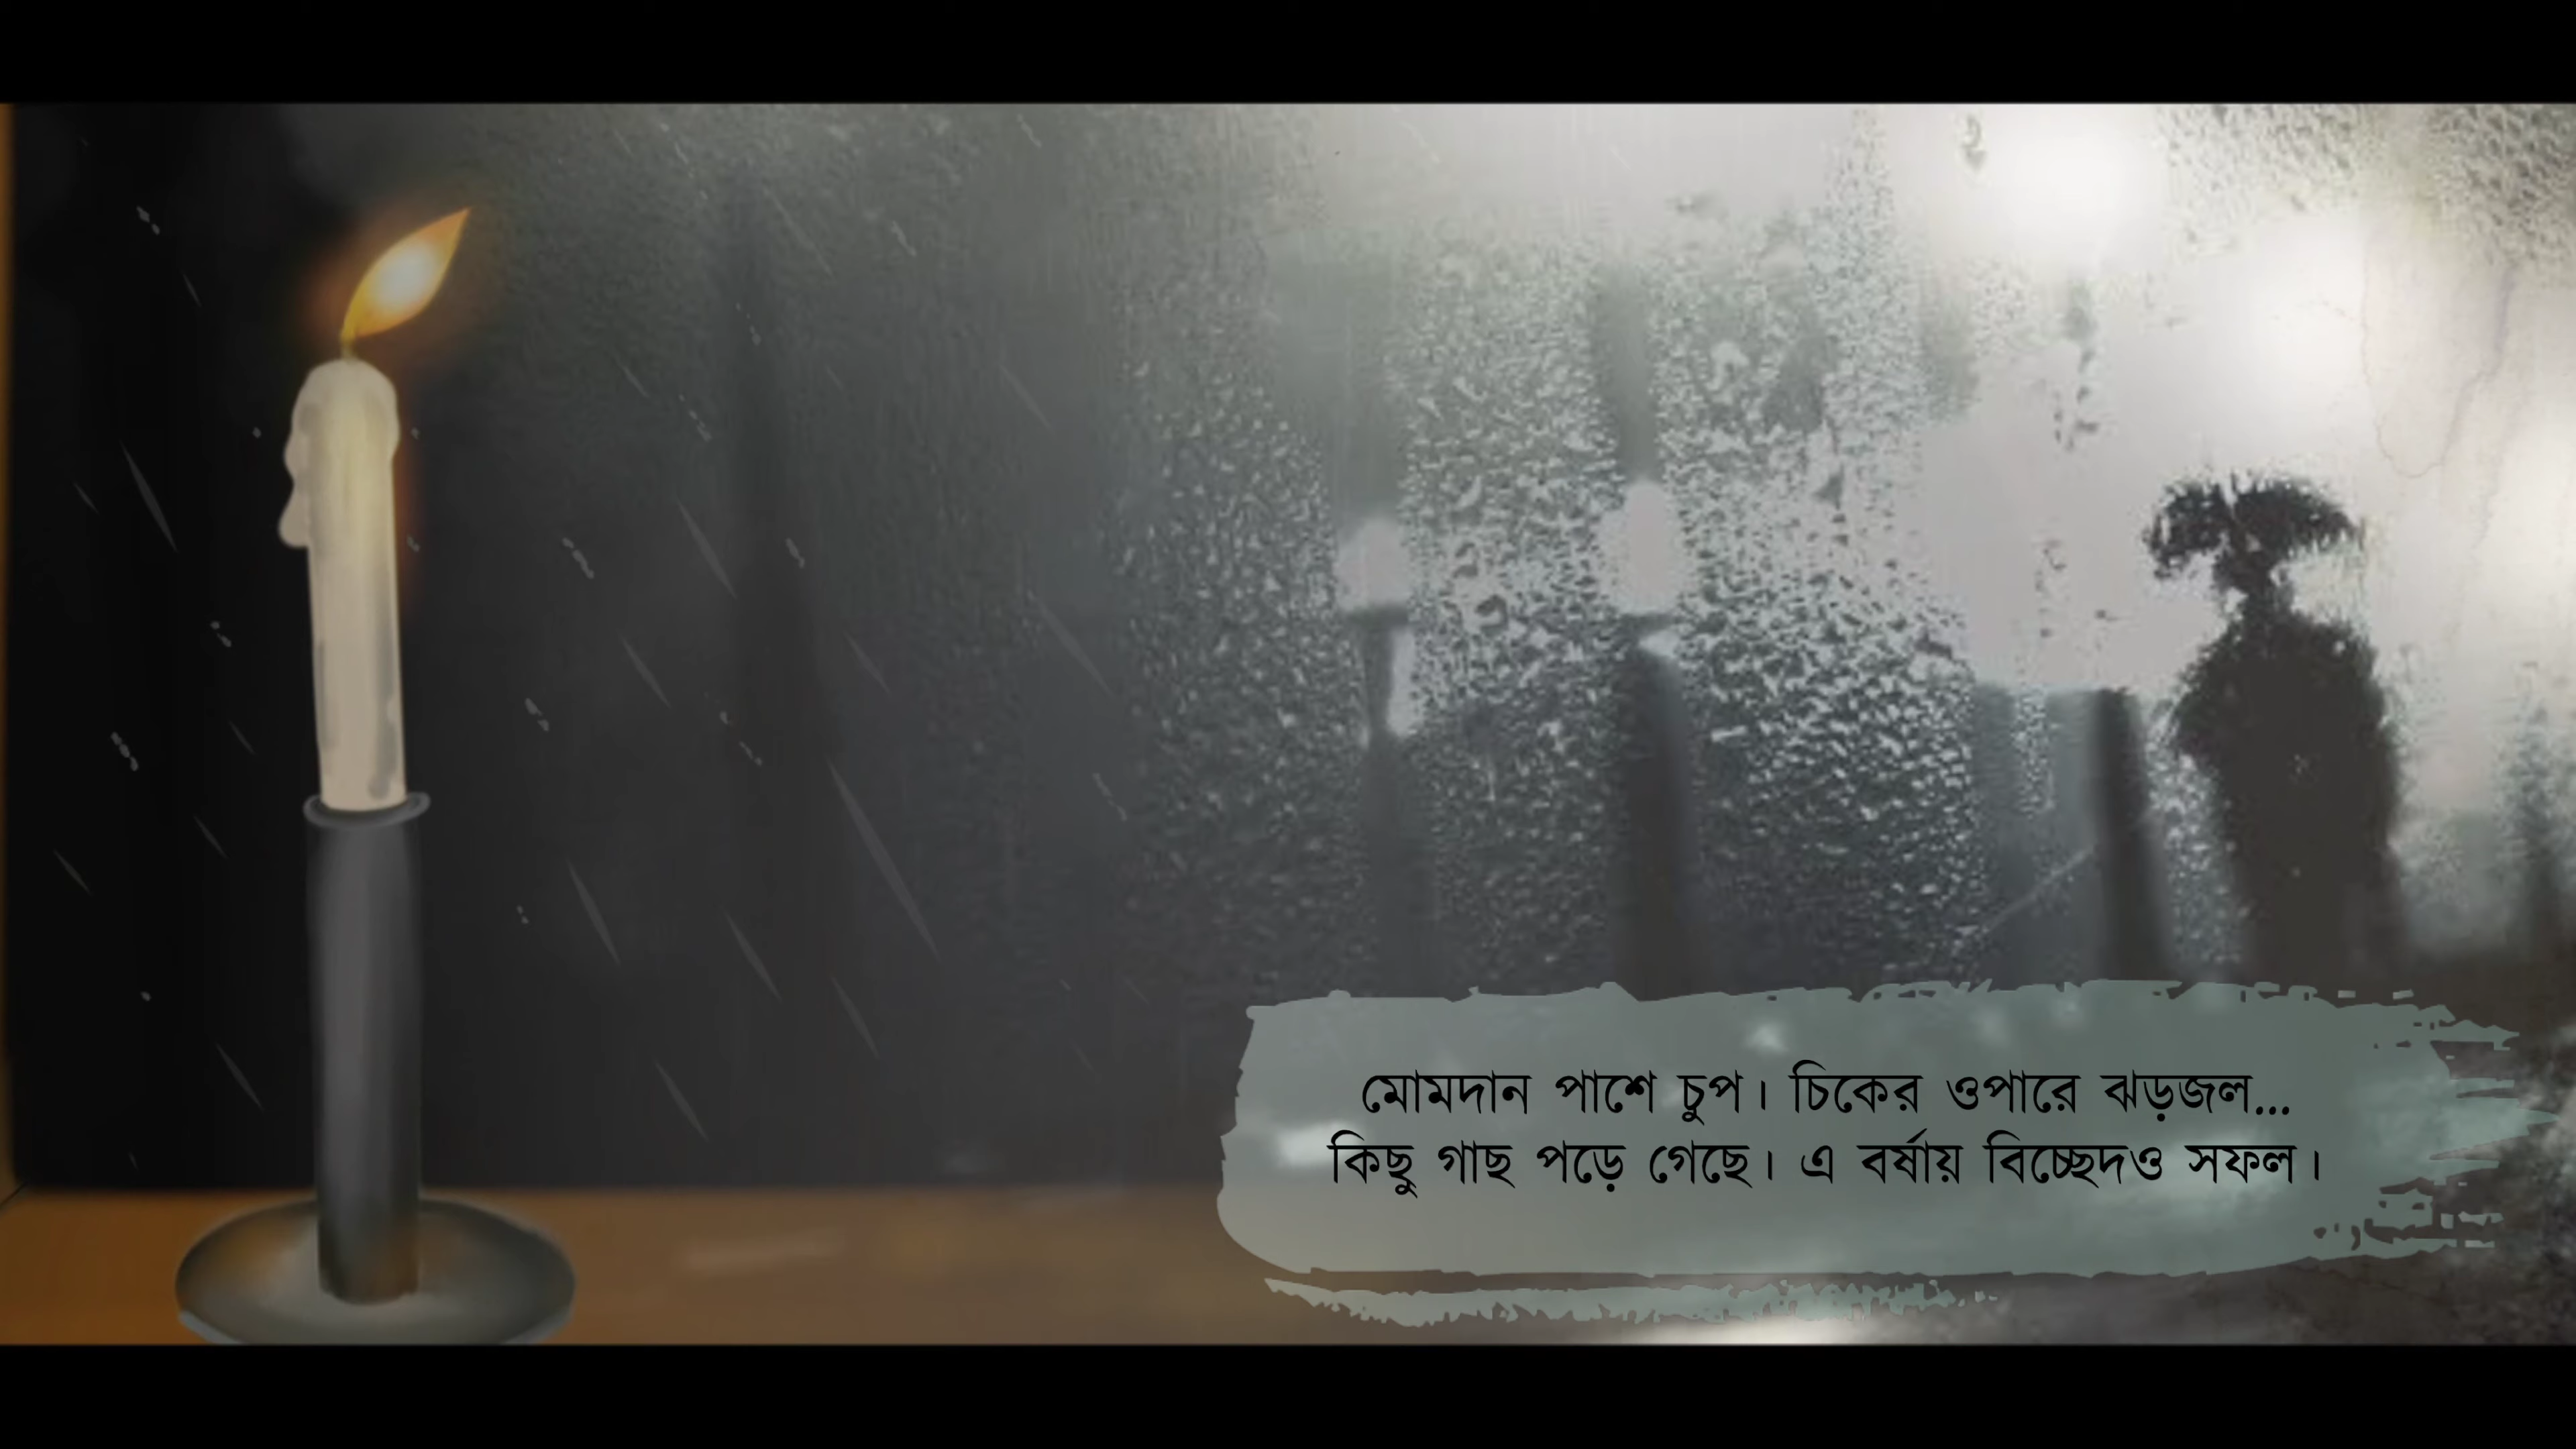 মোমদান পাশে চুপ। চিকের ওপারে ঝড়জল...
কিছু গাছ পড়ে গেছে। এ বর্ষায় বিচ্ছেদও সফল।